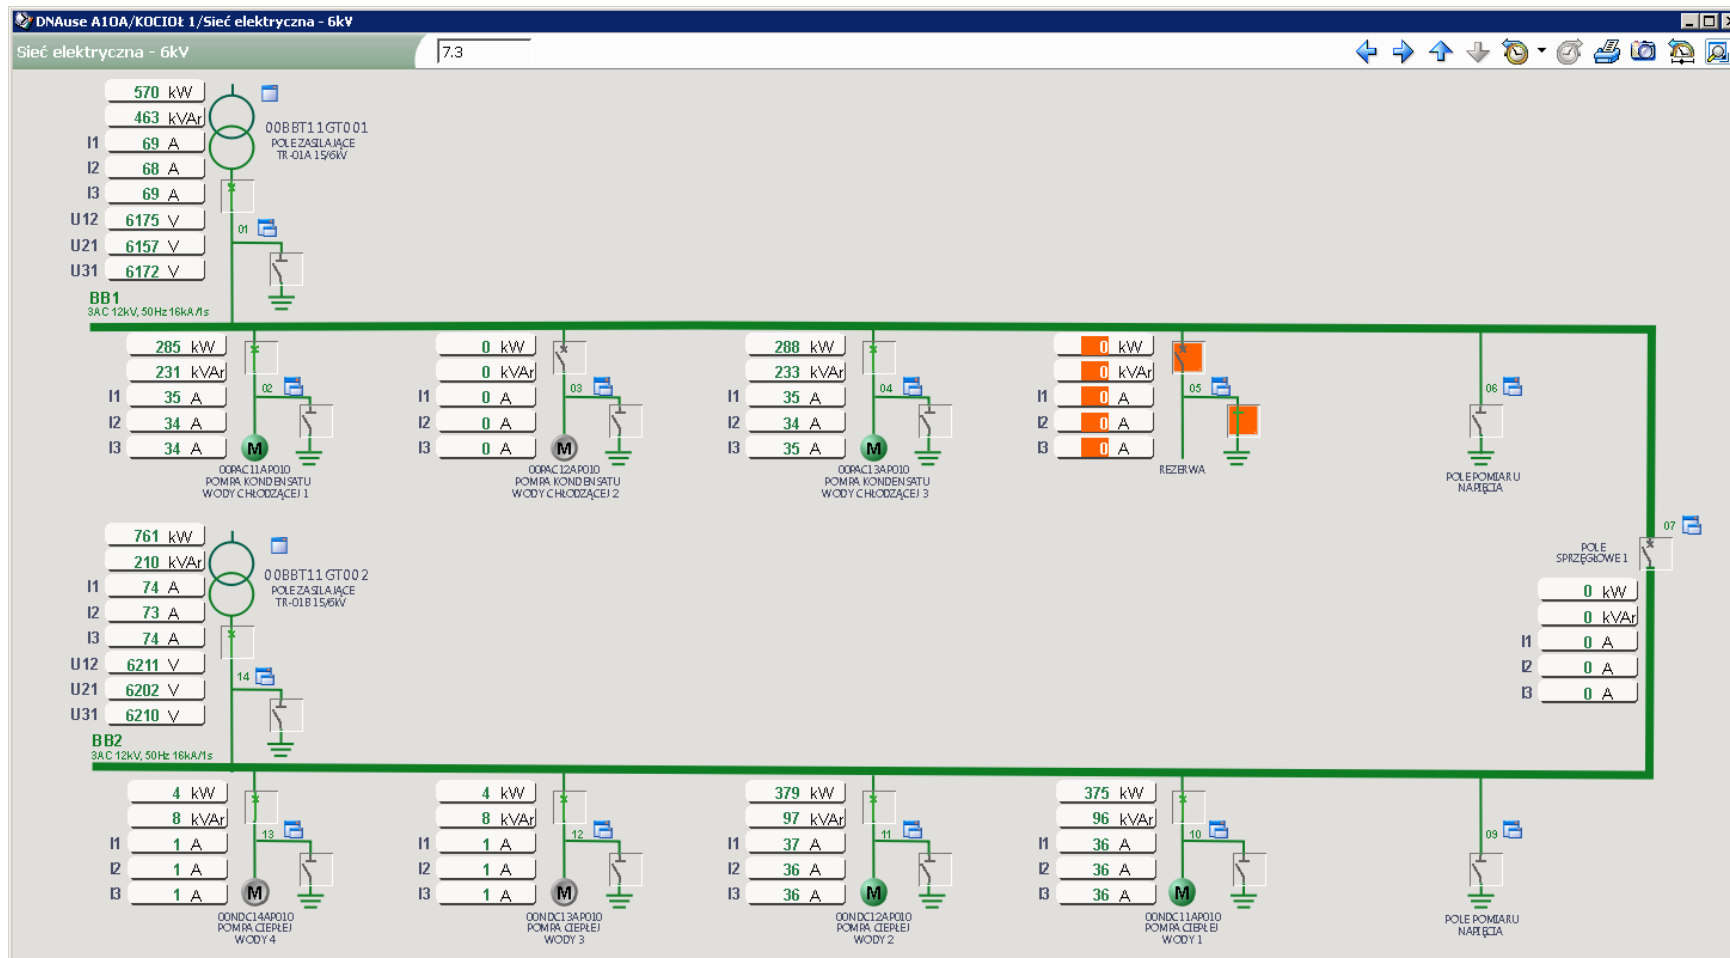 DNAuse A10A/KOCIOŁ 1/Sieć elektryczna - 6kV
Sieć elektryczna - 6kV
7.3
570 kW
463 kVAr
I1 69 A
I2 68 A
I3 69 A
U12 6175 V
U21 6157 V
U31 6172 V
00BBT11GT001
POLE ZASILAJĄCE
TR-01A 15/6kV
01
BB1
3AC 12kV, 50Hz 16kA/1s
285 kW
231 kVAr
I1 35 A
I2 34 A
I3 34 A
02
M
00PAC11AP010
POMPA KONDENSATU
WODY CHŁODZĄCEJ 1
0 kW
0 kVAr
I1 0 A
I2 0 A
I3 0 A
03
M
00PAC12AP010
POMPA KONDENSATU
WODY CHŁODZĄCEJ 2
288 kW
233 kVAr
I1 35 A
I2 34 A
I3 35 A
04
M
00PAC13AP010
POMPA KONDENSATU
WODY CHŁODZĄCEJ 3
0 kW
0 kVAr
I1 0 A
I2 0 A
I3 0 A
05
REZERWA
06
POLE POMIARU
NAPIĘCIA
07
POLE
SPRZĘGŁOWE 1
0 kW
0 kVAr
I1 0 A
I2 0 A
I3 0 A
761 kW
210 kVAr
I1 74 A
I2 73 A
I3 74 A
U12 6211 V
U21 6202 V
U31 6210 V
00BBT11GT002
POLE ZASILAJĄCE
TR-01B 15/6kV
14
BB2
3AC 12kV, 50Hz 16kA/1s
4 kW
8 kVAr
I1 1 A
I2 1 A
I3 1 A
13
M
00NDC14AP010
POMPA CIEPŁEJ
WODY 4
4 kW
8 kVAr
I1 1 A
I2 1 A
I3 1 A
12
M
00NDC13AP010
POMPA CIEPŁEJ
WODY 3
379 kW
97 kVAr
I1 37 A
I2 36 A
I3 36 A
11
M
00NDC12AP010
POMPA CIEPŁEJ
WODY 2
375 kW
96 kVAr
I1 36 A
I2 36 A
I3 36 A
10
M
00NDC11AP010
POMPA CIEPŁEJ
WODY 1
09
POLE POMIARU
NAPIĘCIA